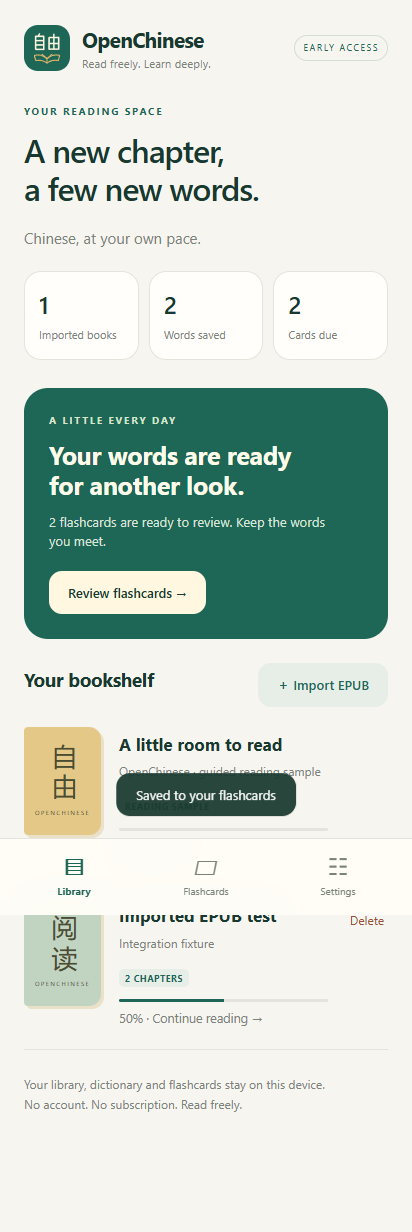 自由
OpenChinese
Read freely. Learn deeply.
EARLY ACCESS
YOUR READING SPACE
A new chapter,
a few new words.
Chinese, at your own pace.
1
Imported books
2
Words saved
2
Cards due
A LITTLE EVERY DAY
Your words are ready
for another look.
2 flashcards are ready to review. Keep the words
you meet.
Review flashcards →
Your bookshelf
+ Import EPUB
自
由
OPENCHINESE
A little room to read
OpenChinese · guided reading sample
READING SAMPLE
Saved to your flashcards
Library
Flashcards
Settings
阅
读
OPENCHINESE
Imported EPUB test
Integration fixture
Delete
2 CHAPTERS
50% · Continue reading →
Your library, dictionary and flashcards stay on this device.
No account. No subscription. Read freely.